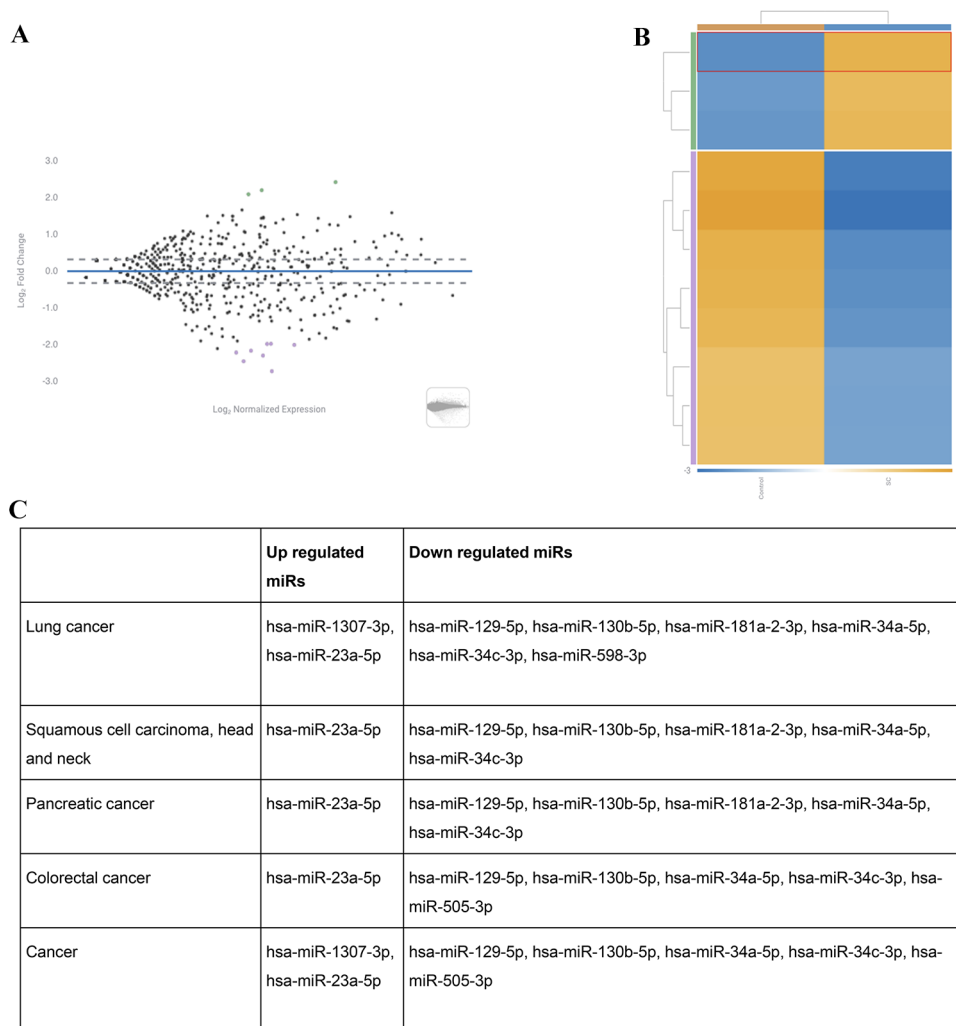 A
B
3.0
2.0
1.0
0.0
-1.0
-2.0
-3.0
Log₂ Fold Change
Log₂ Normalized Expression
-3
Control
SC
C
Up regulated
miRs
Down regulated miRs
Lung cancer
hsa-miR-1307-3p,
hsa-miR-23a-5p
hsa-miR-129-5p, hsa-miR-130b-5p, hsa-miR-181a-2-3p, hsa-miR-34a-5p,
hsa-miR-34c-3p, hsa-miR-598-3p
Squamous cell carcinoma, head
and neck
hsa-miR-23a-5p
hsa-miR-129-5p, hsa-miR-130b-5p, hsa-miR-181a-2-3p, hsa-miR-34a-5p,
hsa-miR-34c-3p
Pancreatic cancer
hsa-miR-23a-5p
hsa-miR-129-5p, hsa-miR-130b-5p, hsa-miR-181a-2-3p, hsa-miR-34a-5p,
hsa-miR-34c-3p
Colorectal cancer
hsa-miR-23a-5p
hsa-miR-129-5p, hsa-miR-130b-5p, hsa-miR-34a-5p, hsa-miR-34c-3p, hsa-
miR-505-3p
Cancer
hsa-miR-1307-3p,
hsa-miR-23a-5p
hsa-miR-129-5p, hsa-miR-130b-5p, hsa-miR-34a-5p, hsa-miR-34c-3p, hsa-
miR-505-3p